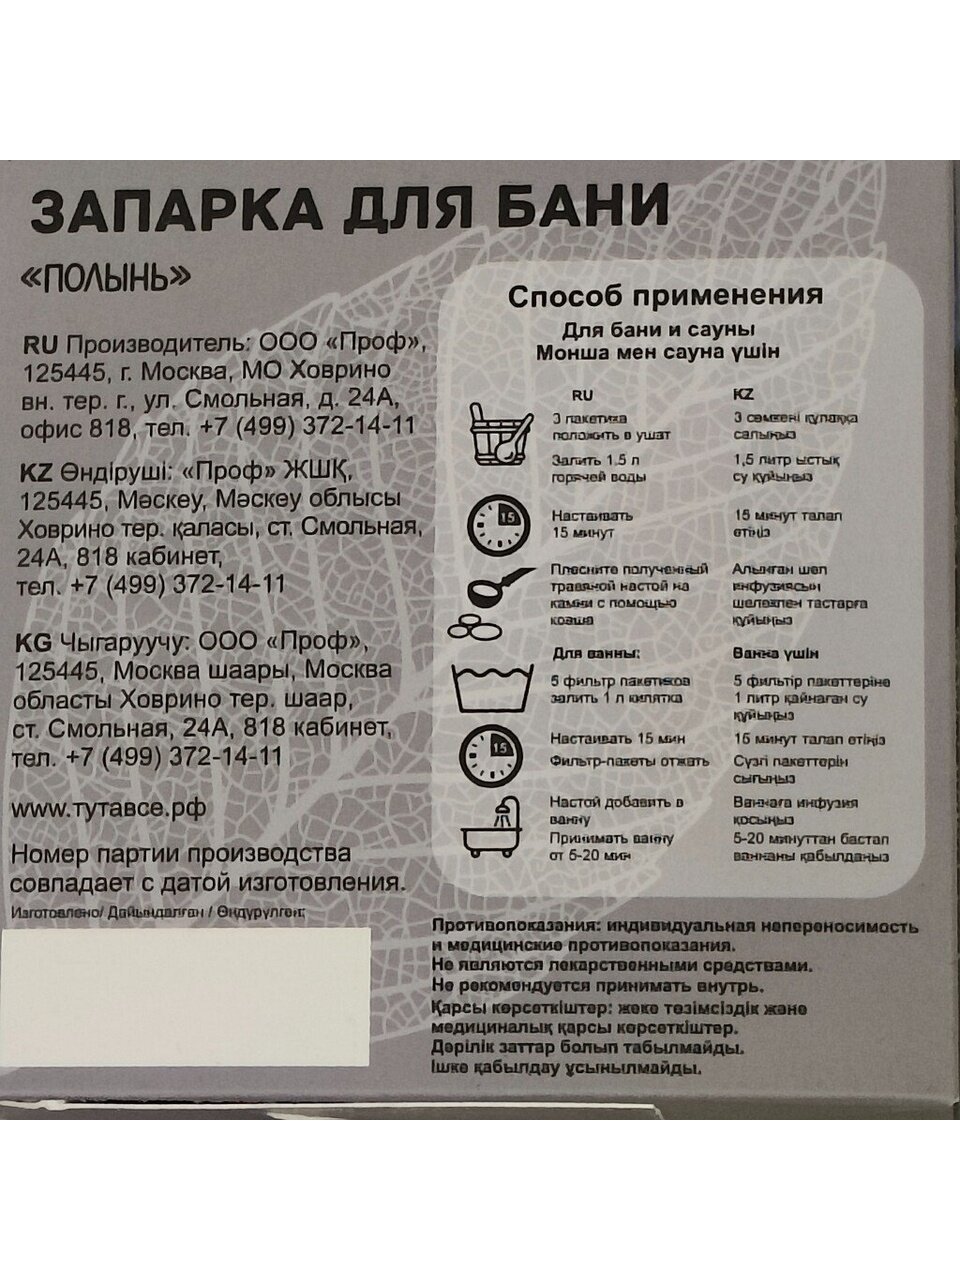 ЗАПАРКА ДЛЯ БАНИ
«ПОЛЫНЬ»
RU Производитель: ООО «Проф»,
125445, г. Москва, МО Ховрино
вн. тер. г., ул. Смольная, д. 24А,
офис 818, тел. +7 (499) 372-14-11
KZ Өндіруші: «Проф» ЖШҚ,
125445, Мәскеу, Мәскеу облысы
Ховрино тер. қаласы, ст. Смольная,
24А, 818 кабинет,
тел. +7 (499) 372-14-11
KG Чыгаруучу: ООО «Проф»,
125445, Москва шаары, Москва
областы Ховрино тер. шаар,
ст. Смольная, 24А, 818 кабинет,
тел. +7 (499) 372-14-11
www.тутавсе.рф
Номер партии производства
совпадает с датой изготовления.
Изготовлено/ Дайындалған / Өндүрүлген:
Способ применения
Для бани и сауны
Монша мен сауна үшін
RU
3 пакетика
положить в ушат
Залить 1,5 л
горячей воды
15
Настаивать
15 минут
Плесните полученный
травяной настой на
камни с помощью
ковша
Для ванны:
5 фильтр пакетиков
залить 1 л кипятка
15
Настаивать 15 мин
Фильтр-пакеты отжать
Настой добавить в
ванну
Принимать ванну
от 5-20 мин
KZ
3 сөмкені құлаққа
салыңыз
1,5 литр ыстық
су құйыңыз
15 минут талап
етіңіз
Алынған шөп
инфузиясын
шөлекпен тастарға
құйыңыз
Ванна үшін
5 фильтр пакеттеріне
1 литр қайнаған су
құйыңыз
15 минут талап етіңіз
Сүзгі пакеттерін
сығыңыз
Ваннаға инфузия
қосыңыз
5-20 минуттан бастап
ваннаны қабылдаңыз
Противопоказания: индивидуальная непереносимость
и медицинские противопоказания.
Не являются лекарственными средствами.
Не рекомендуется принимать внутрь.
Қарсы көрсеткіштер: жеке төзімсіздік және
медициналық қарсы көрсеткіштер.
Дәрілік заттар болып табылмайды.
Ішке қабылдау ұсынылмайды.